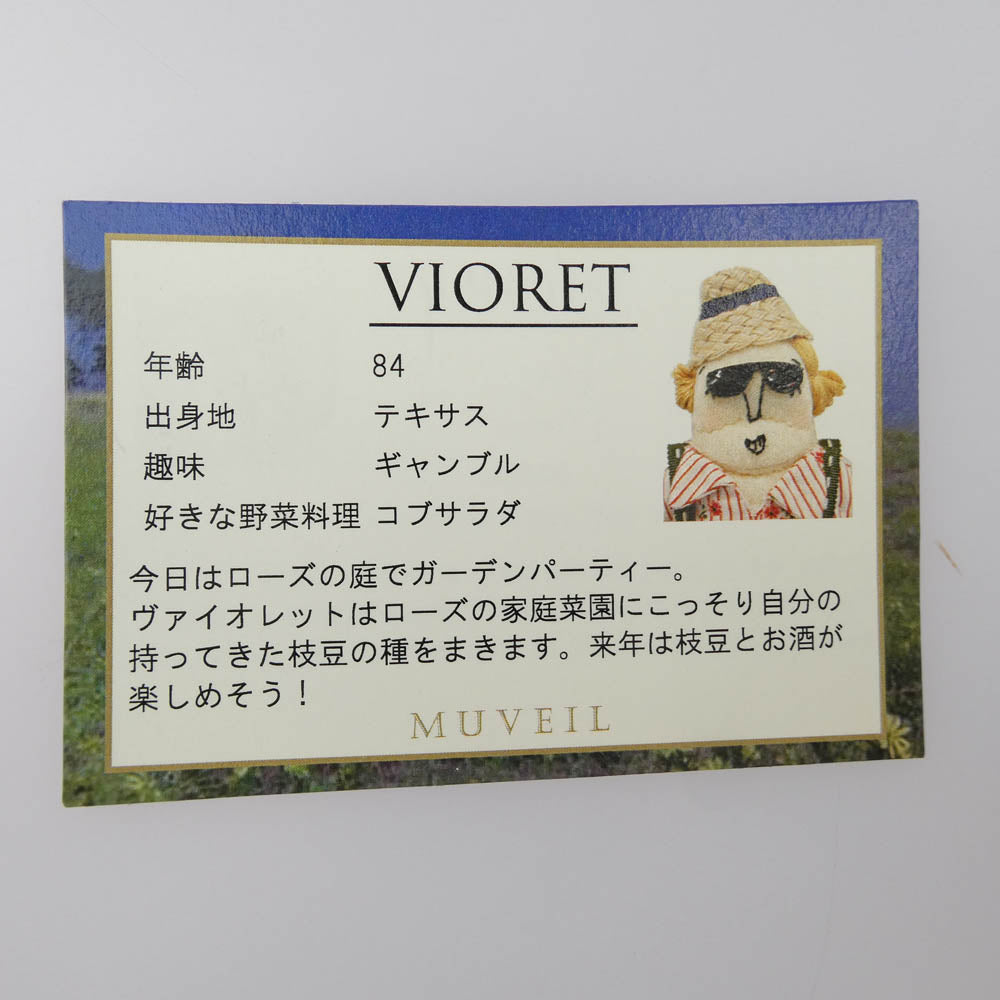 VIORET
年齢 84
出身地 テキサス
趣味 ギャンブル
好きな野菜料理 コブサラダ
今日はローズの庭でガーデンパーティー。
ヴァイオレットはローズの家庭菜園にこっそり自分の
持ってきた枝豆の種をまきます。来年は枝豆とお酒が
楽しめそう！
MUVEIL